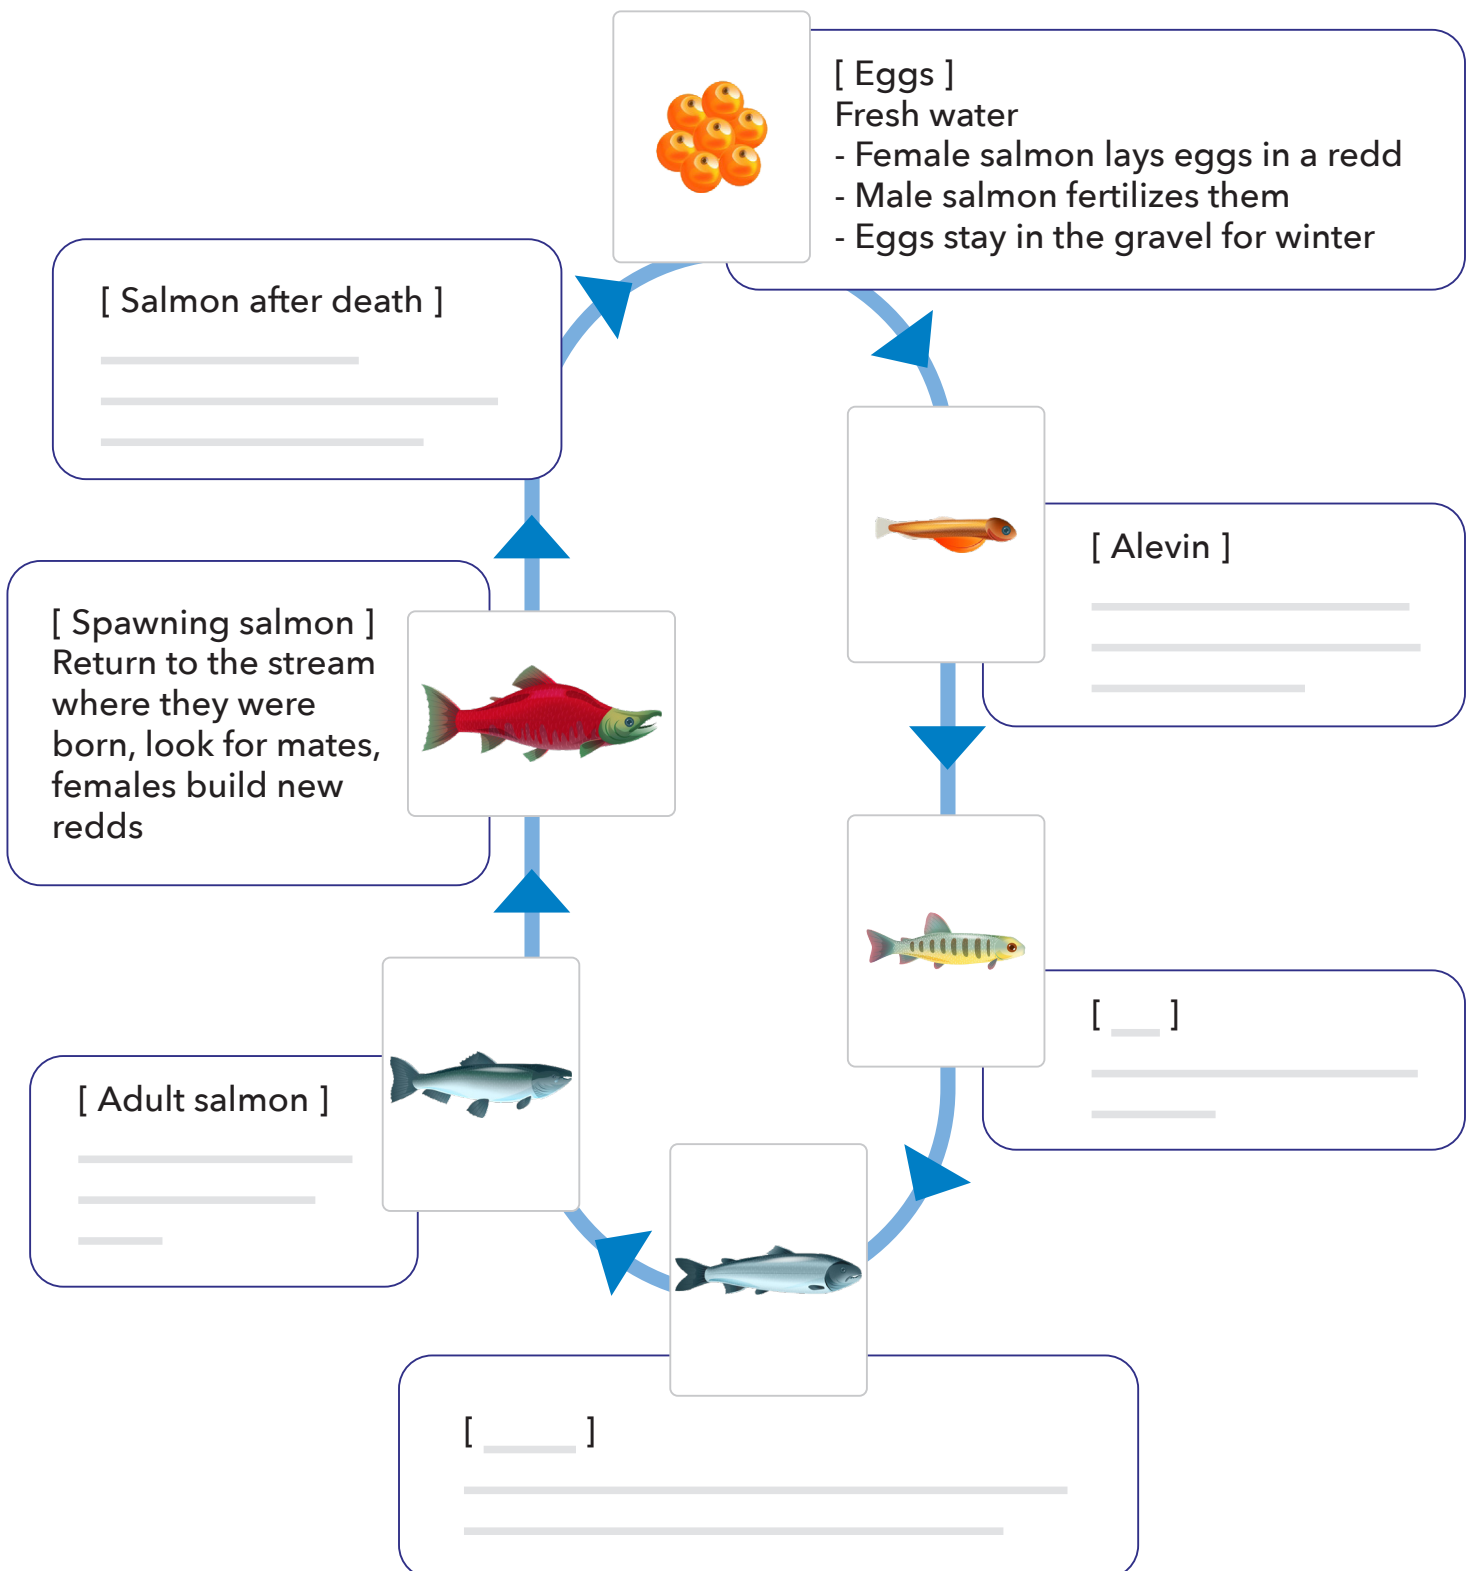 [ Eggs ]
Fresh water
- Female salmon lays eggs in a redd
- Male salmon fertilizes them
- Eggs stay in the gravel for winter
[ Salmon after death ]
[ Alevin ]
[ Spawning salmon ]
Return to the stream
where they were
born, look for mates,
females build new
redds
[ ]
[ Adult salmon ]
[ ]